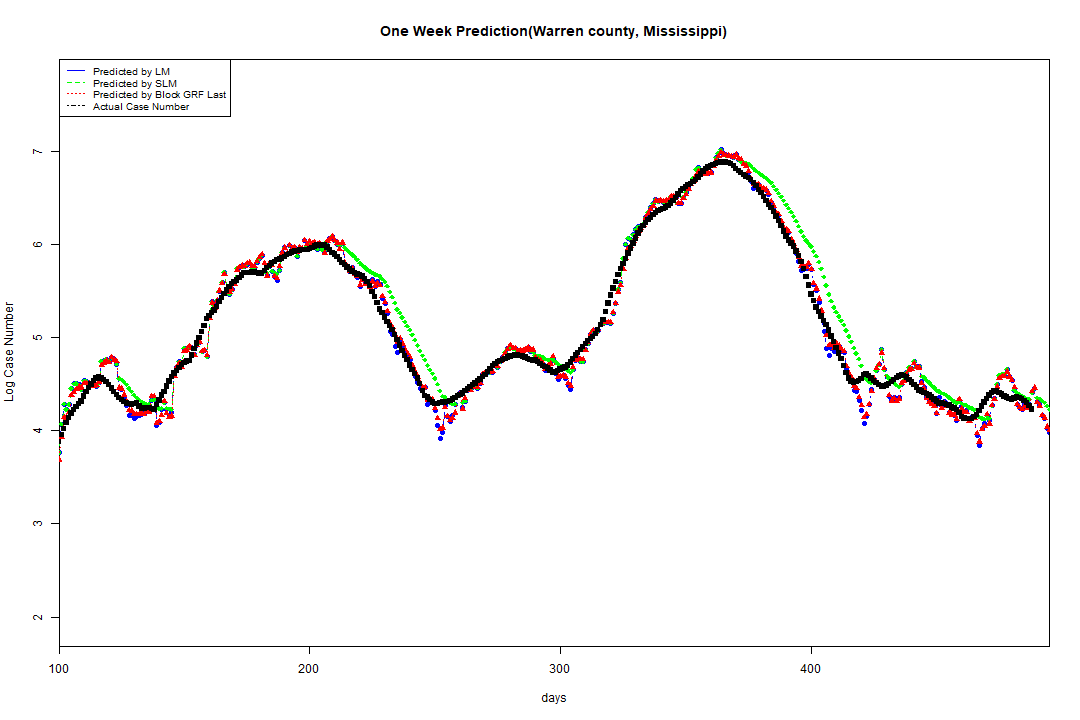 One Week Prediction(Warren county, Mississippi)
Predicted by LM
Predicted by SLM
Predicted by Block GRF Last
Actual Case Number
7
6
5
4
3
2
Log Case Number
100 200 300 400
days